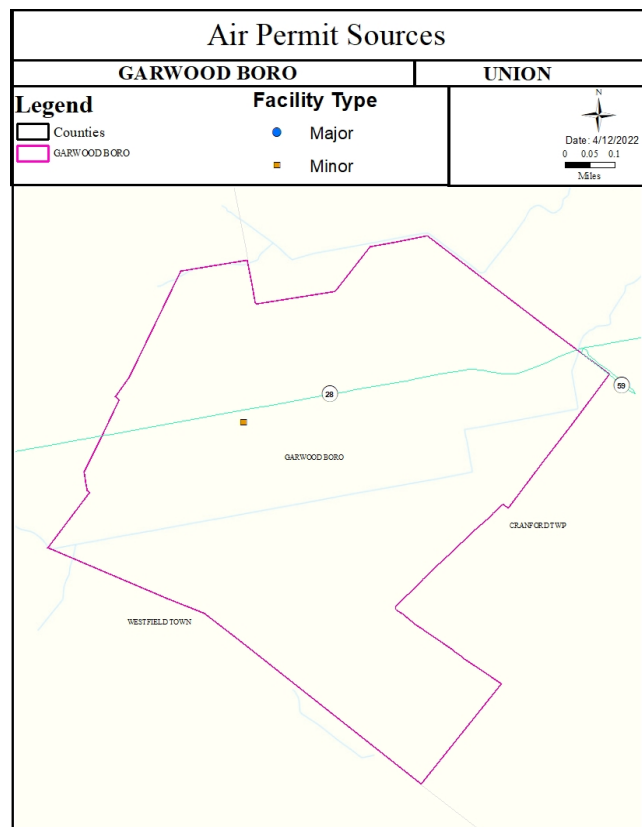 Air Permit Sources
GARWOOD BORO
UNION
Legend
Counties
GARWOOD BORO
Facility Type
Major
Minor
N
Date: 4/12/2022
0 0.05 0.1
Miles
28
59
GARWOOD BORO
CRANFORD TWP
WESTFIELD TOWN